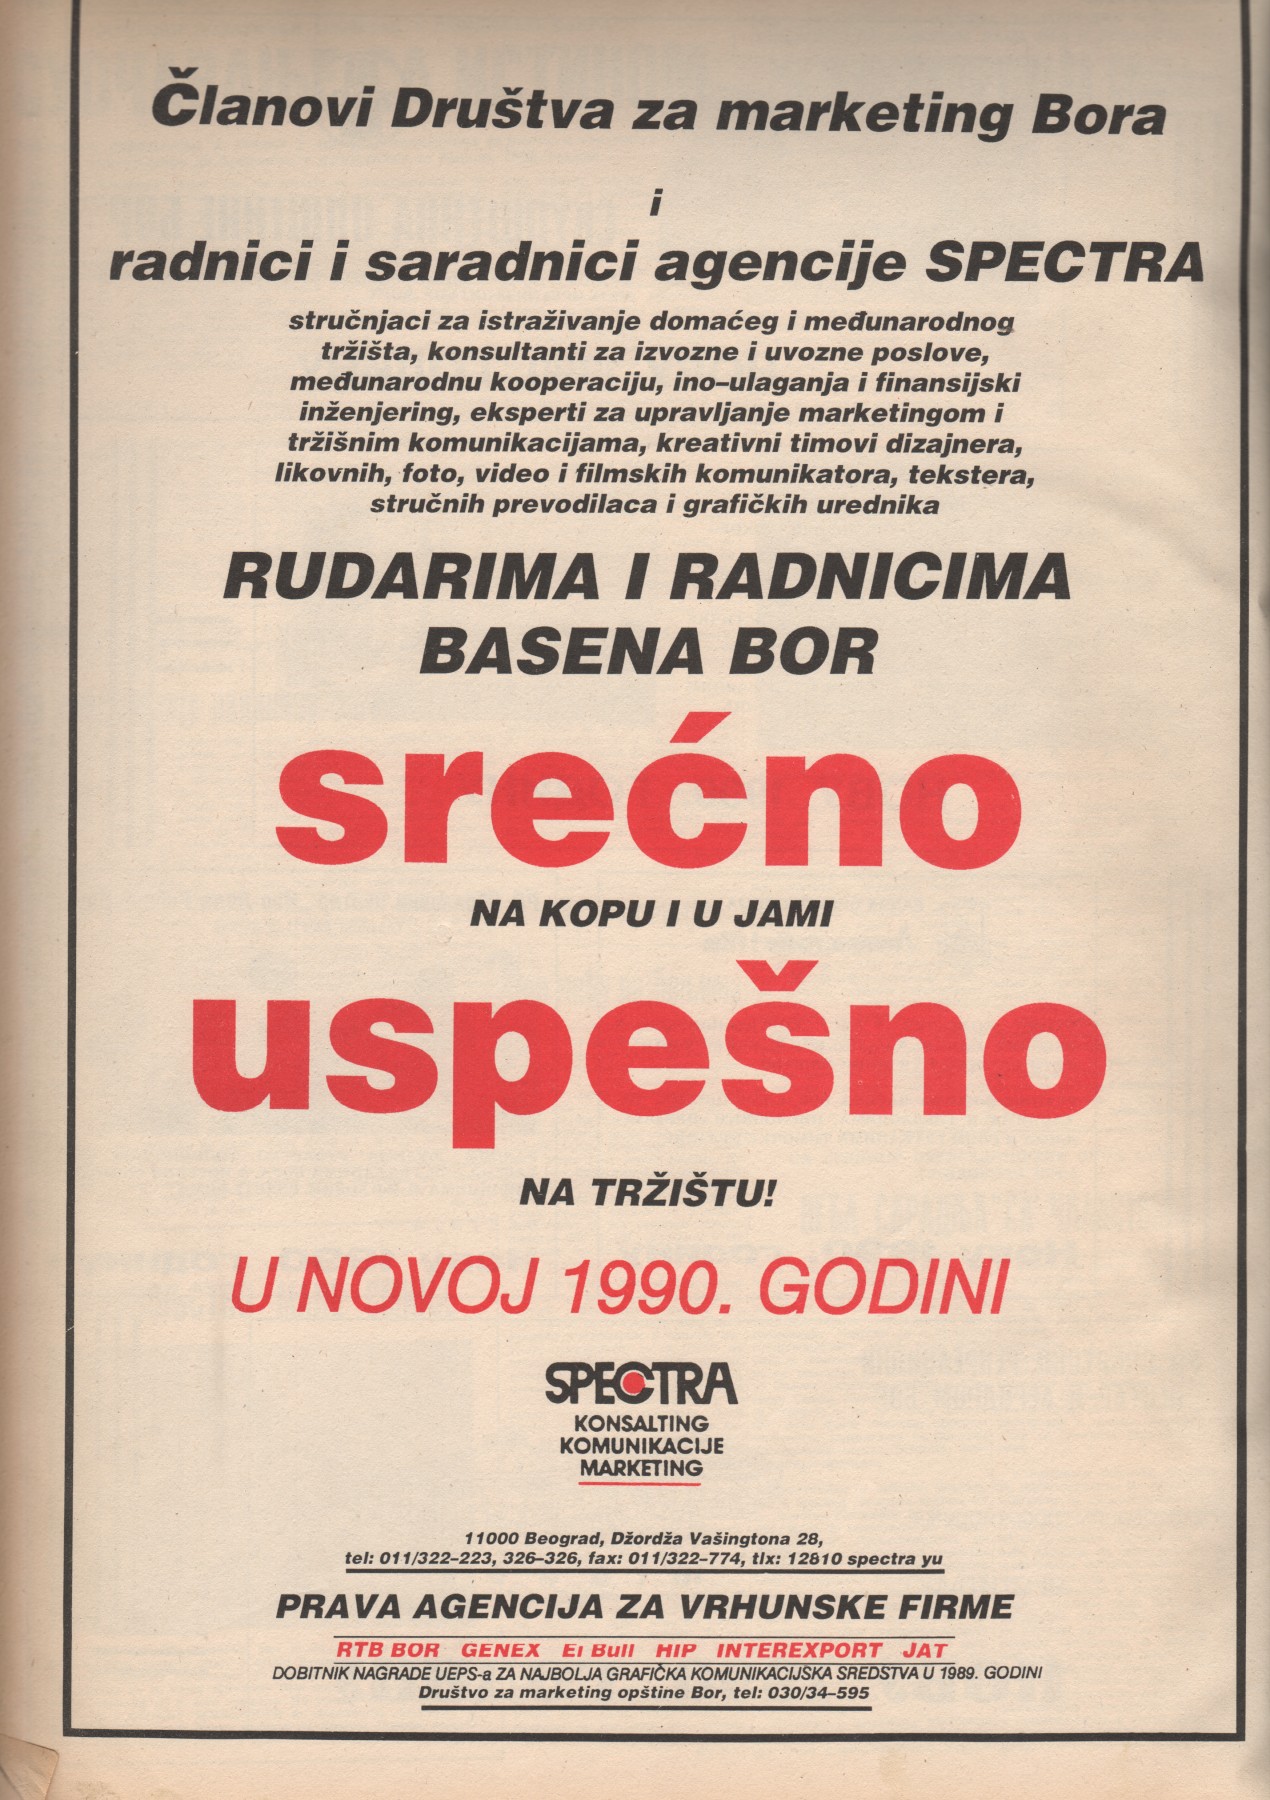 Članovi Društva za marketing Bora
i
radnici i saradnici agencije SPECTRA
stručnjaci za istraživanje domaćeg i međunarodnog
tržišta, konsultanti za izvozne i uvozne poslove,
međunarodnu kooperaciju, ino–ulaganja i finansijski
inženjering, eksperti za upravljanje marketingom i
tržišnim komunikacijama, kreativni timovi dizajnera,
likovnih, foto, video i filmskih komunikatora, tekstera,
stručnih prevodilaca i grafičkih urednika
RUDARIMA I RADNICIMA
BASENA BOR
srećno
NA KOPU I U JAMI
uspešno
NA TRŽIŠTU!
U NOVOJ 1990. GODINI
SPECTRA
KONSALTING
KOMUNIKACIJE
MARKETING
11000 Beograd, Džordža Vašingtona 28,
tel: 011/322–223, 326–326, fax: 011/322–774, tlx: 12810 spectra yu
PRAVA AGENCIJA ZA VRHUNSKE FIRME
RTB BOR GENEX Ei Bull HIP INTEREXPORT JAT
DOBITNIK NAGRADE UEPS-a ZA NAJBOLJA GRAFIČKA KOMUNIKACIJSKA SREDSTVA U 1989. GODINI
Društvo za marketing opštine Bor, tel: 030/34–595